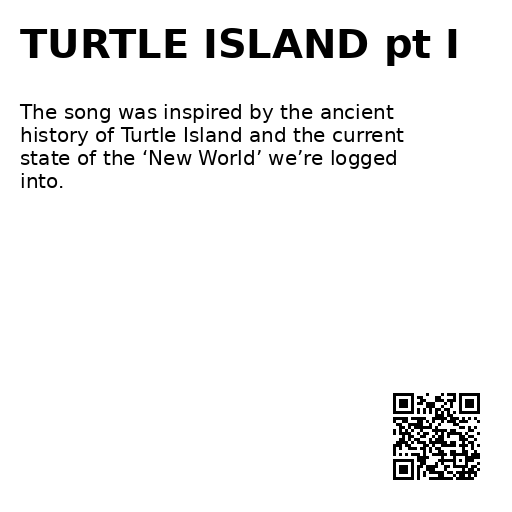 TURTLE ISLAND pt I
The song was inspired by the ancient
history of Turtle Island and the current
state of the ‘New World’ we’re logged
into.